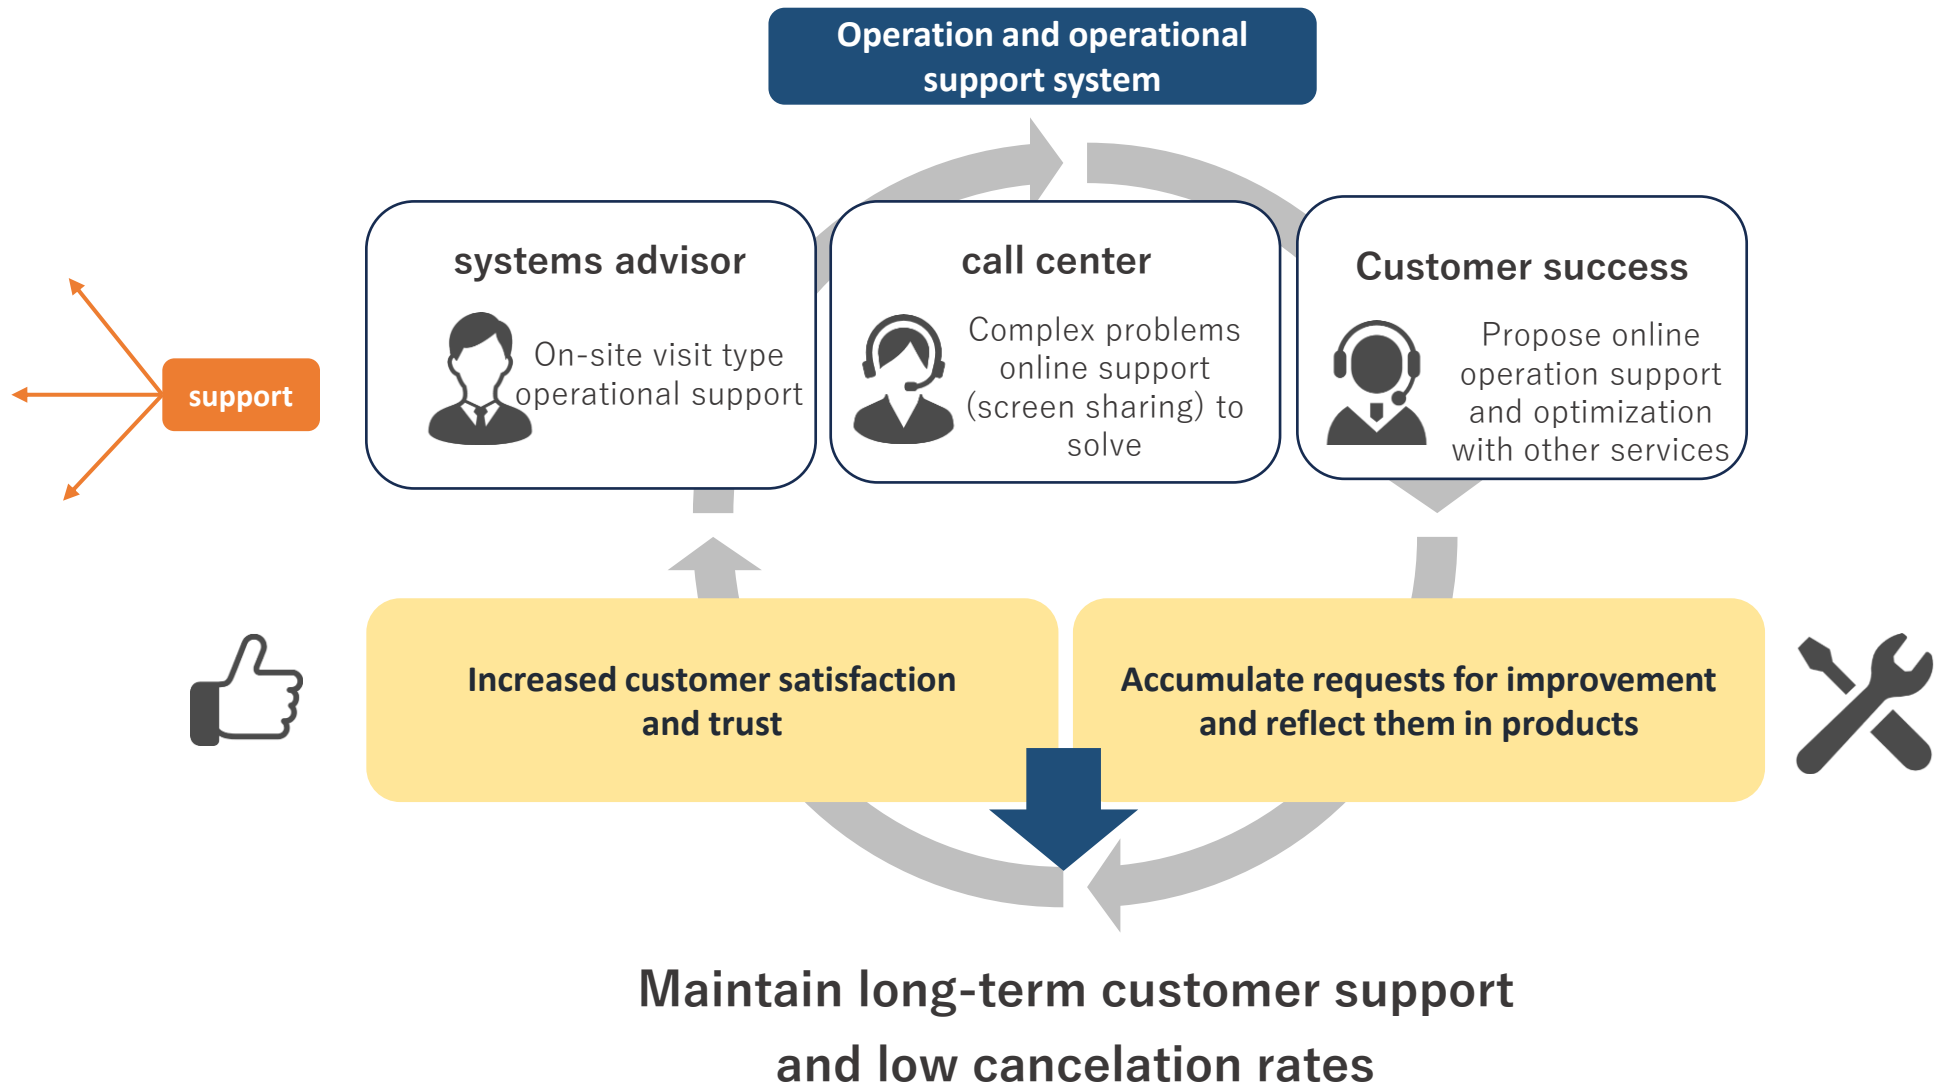 Operation and operational
support system
systems advisor
On-site visit type
operational support
call center
Complex problems
online support
(screen sharing) to
solve
Customer success
Propose online
operation support
and optimization
with other services
support
Increased customer satisfaction
and trust
Accumulate requests for improvement
and reflect them in products
Maintain long-term customer support
and low cancelation rates